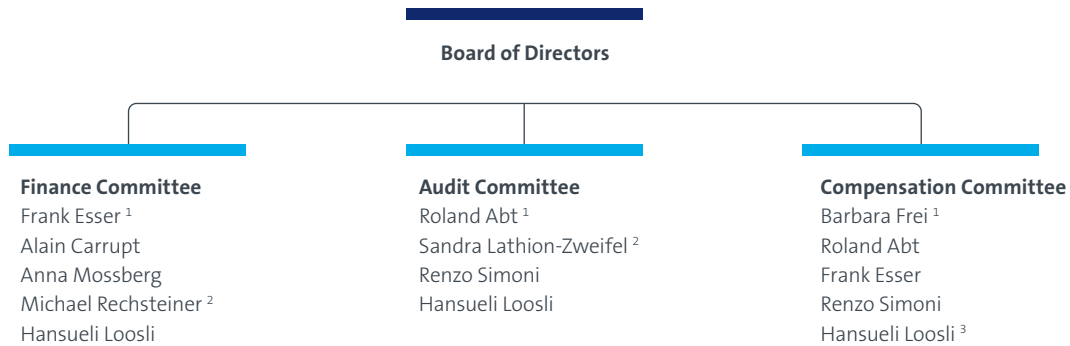 Board of Directors
Finance Committee
Frank Esser ¹
Alain Carrupt
Anna Mossberg
Michael Rechsteiner ²
Hansueli Loosli
Audit Committee
Roland Abt ¹
Sandra Lathion-Zweifel ²
Renzo Simoni
Hansueli Loosli
Compensation Committee
Barbara Frei ¹
Roland Abt
Frank Esser
Renzo Simoni
Hansueli Loosli ³